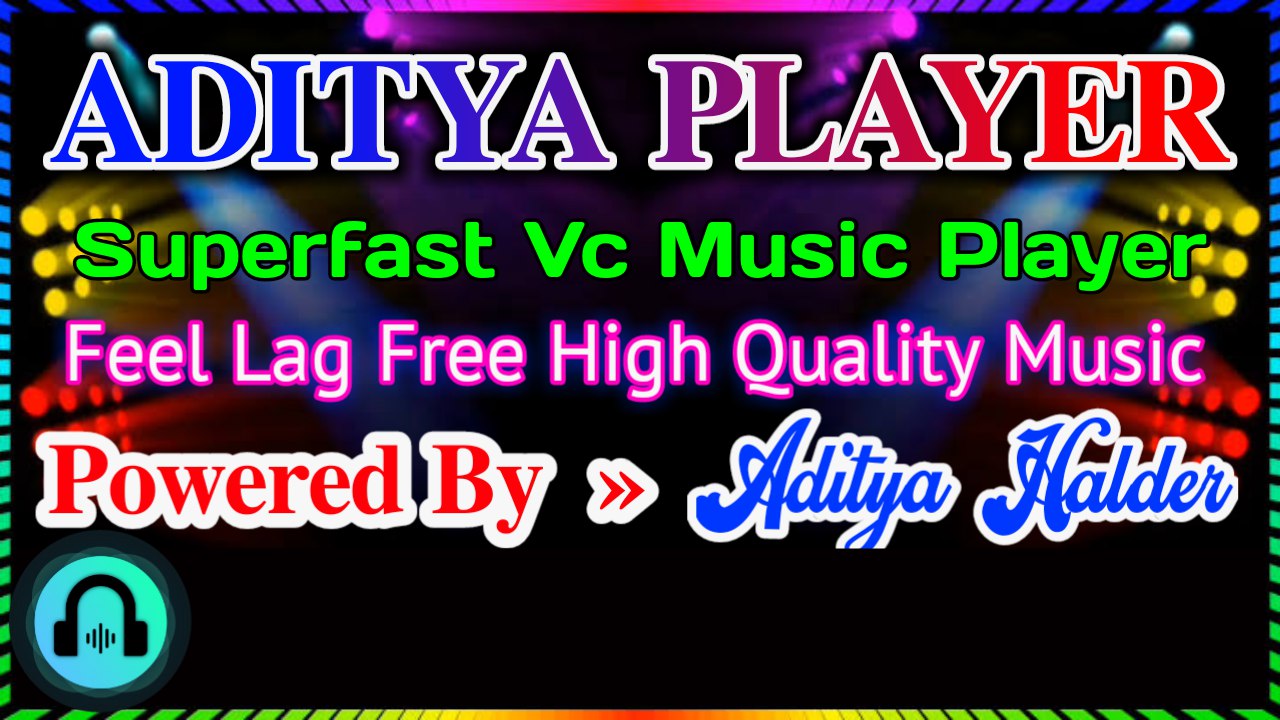 ADITYA PLAYER
Superfast Vc Music Player
Feel Lag Free High Quality Music
Powered By » Aditya Halder